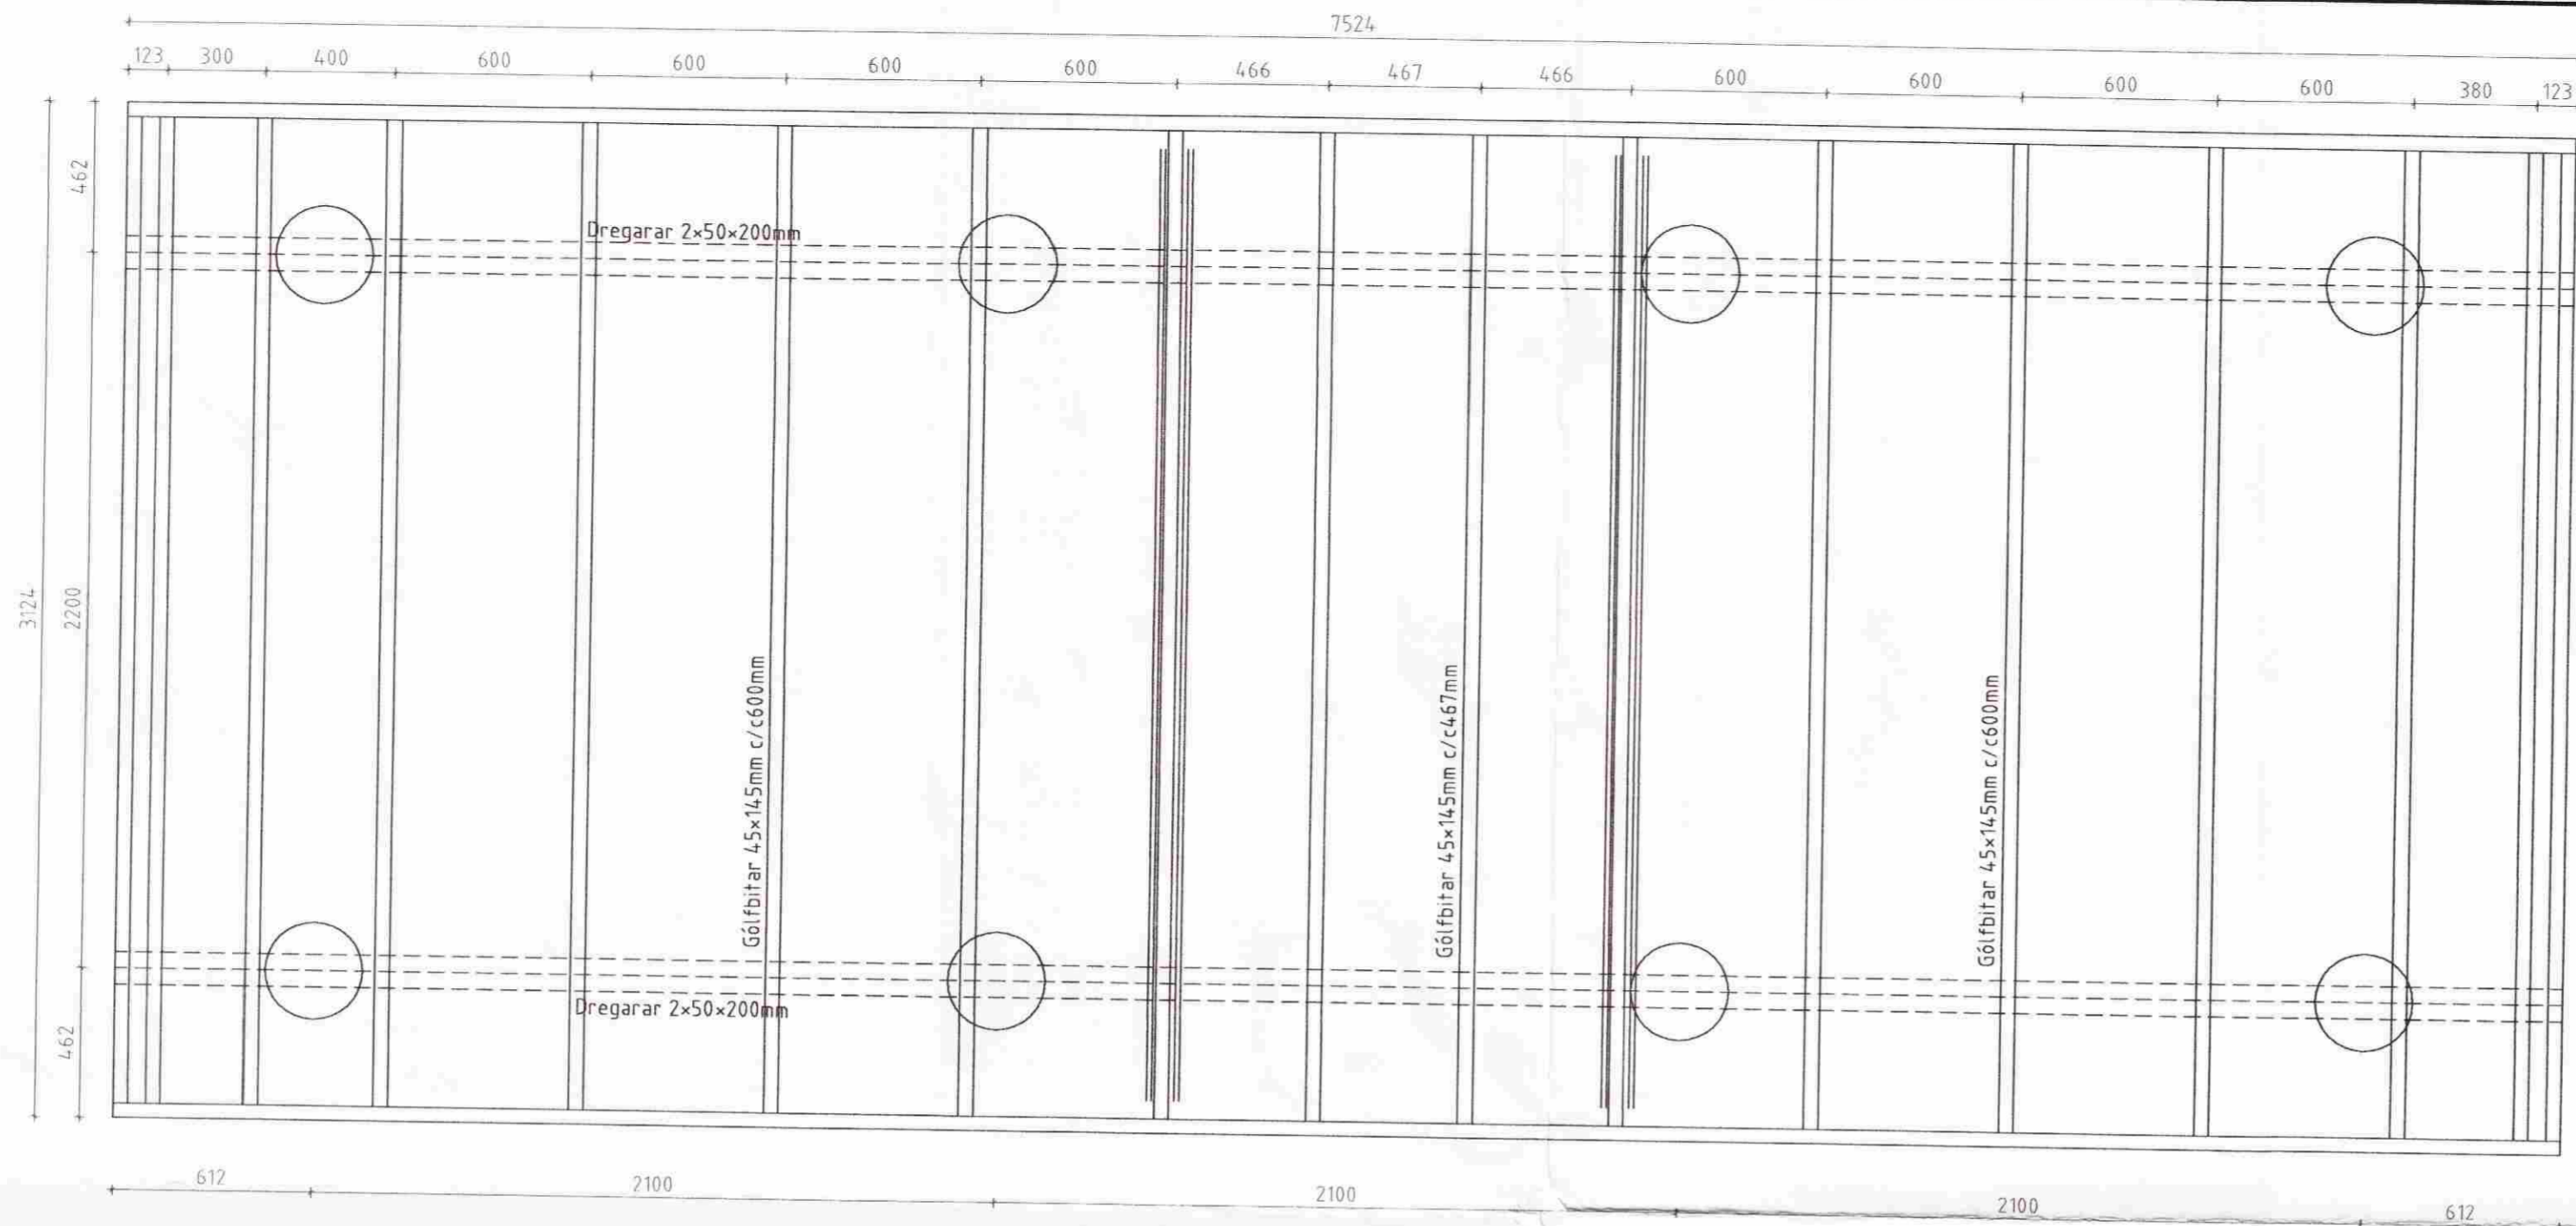 7524
123 300 400 600 600 600 600 466 467 466 600 600 600 600 380 123
462
Dregarar 2×50×200mm
3124
2200
Gólfbitar 45×145mm c/c600mm
Gólfbitar 45×145mm c/c467mm
Gólfbitar 45×145mm c/c600mm
Dregarar 2×50×200mm
462
612 2100 2100 2100 612